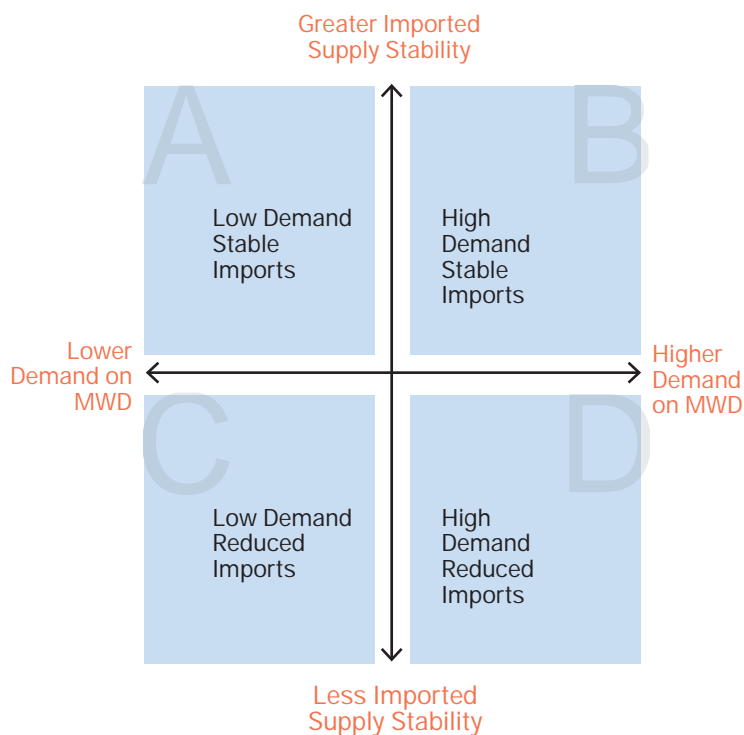 Greater Imported
Supply Stability
A
Low Demand
Stable
Imports
B
High
Demand
Stable
Imports
Lower
Demand on
MWD
Higher
Demand
on MWD
C
Low Demand
Reduced
Imports
D
High
Demand
Reduced
Imports
Less Imported
Supply Stability